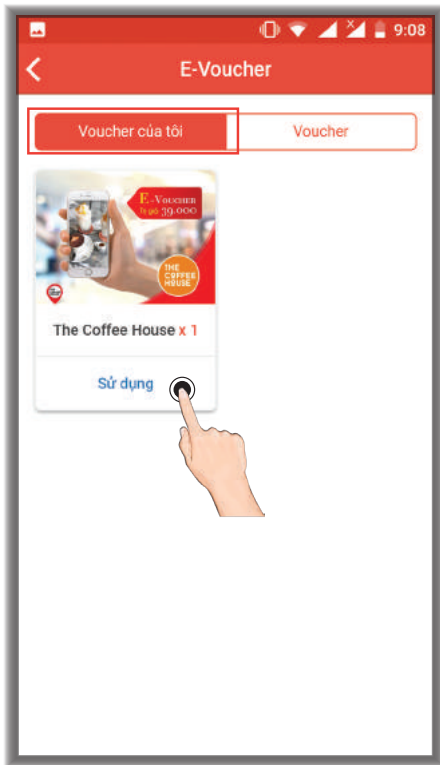 9:08
E-Voucher
Voucher của tôi
Voucher
E-VOUCHER
Trị giá 39.000
THE
COFFEE
HOUSE
The Coffee House x 1
Sử dụng